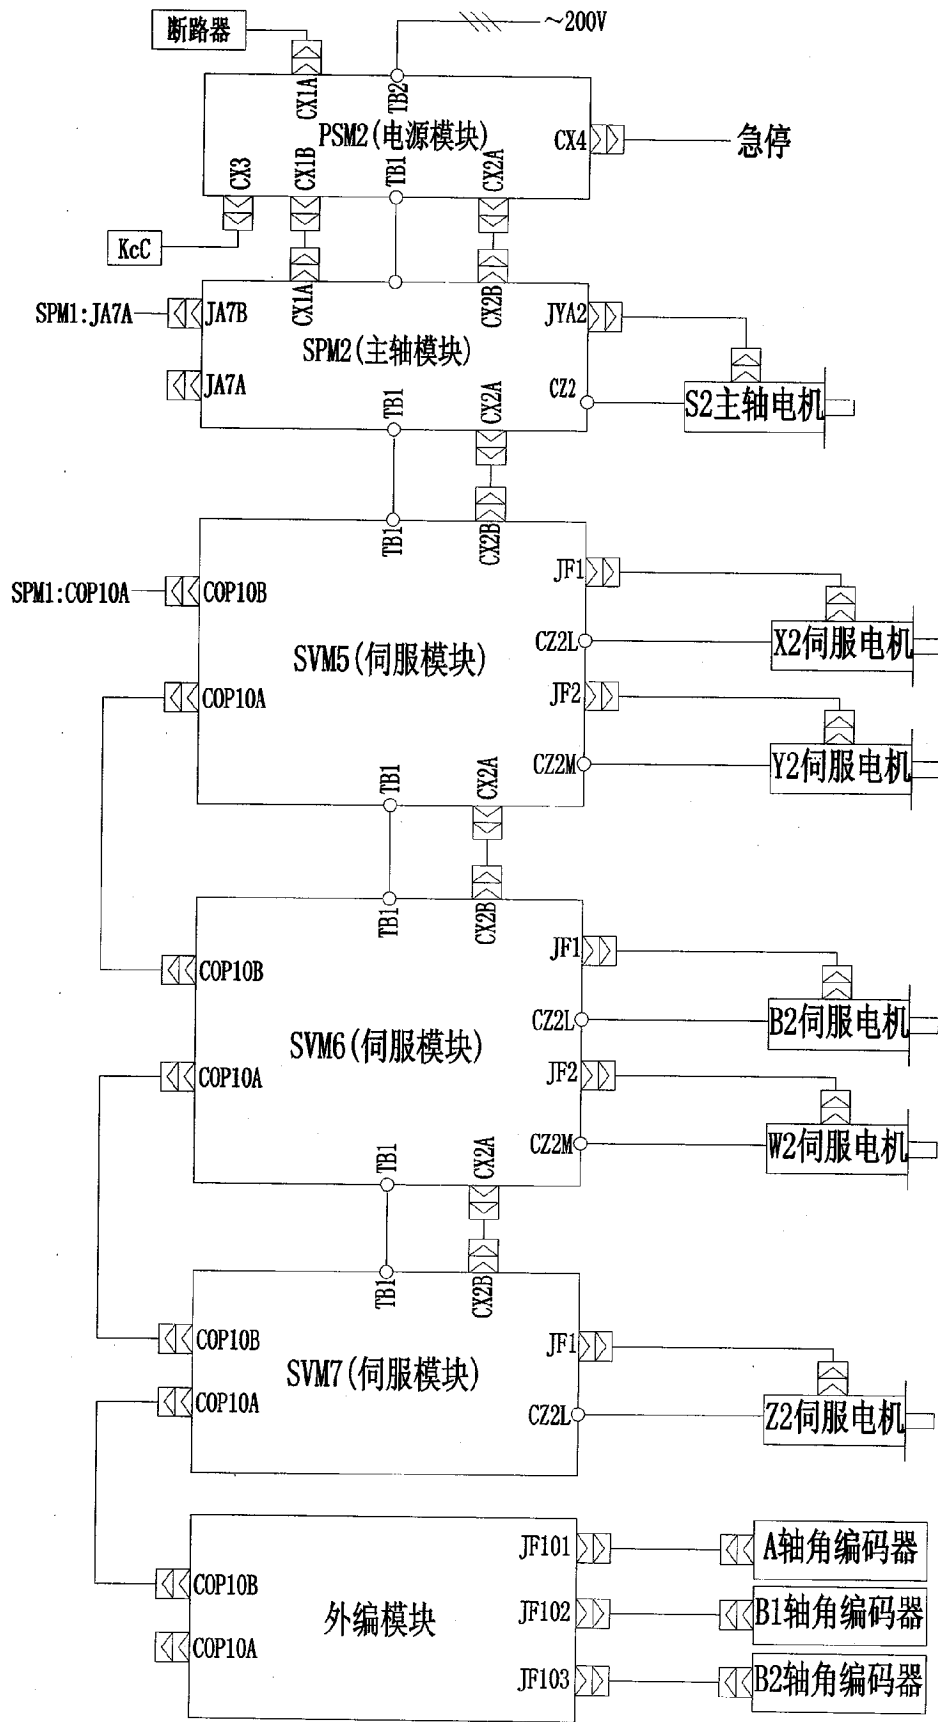 断路器
~200V
CX1A
TB2
PSM2(电源模块)
CX4
急停
CX3
CX1B
TB1
CX2A
KcC
CX1A
CX2B
SPM1:JA7A
JA7B
JYA2
SPM2(主轴模块)
JA7A
TB1
CX2A
CZ2
S2主轴电机
TB1
CX2B
JF1
SPM1:COP10A
COP10B
CZ2L
X2伺服电机
SVM5(伺服模块)
COP10A
JF2
TB1
CX2A
CZ2M
Y2伺服电机
TB1
CX2B
JF1
COP10B
CZ2L
B2伺服电机
SVM6(伺服模块)
COP10A
JF2
TB1
CX2A
CZ2M
W2伺服电机
TB1
CX2B
COP10B
JF1
SVM7(伺服模块)
COP10A
CZ2L
Z2伺服电机
JF101
A轴角编码器
COP10B
外编模块
JF102
B1轴角编码器
COP10A
JF103
B2轴角编码器